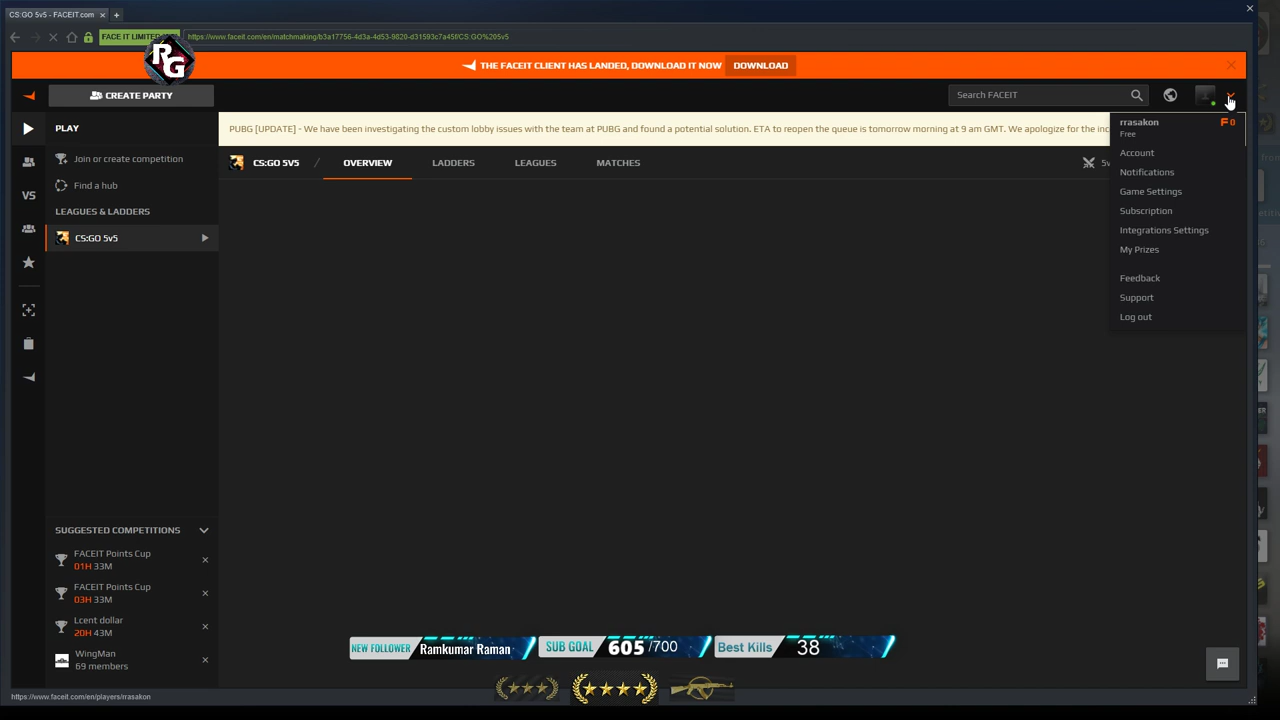 CS:GO 5v5 - FACEIT.com
FACE IT LIMITED
https://www.faceit.com/en/matchmaking/b3a17756-4d3a-4d53-9820-d31593c7a45f/CS:GO%205v5
RG
THE FACEIT CLIENT HAS LANDED, DOWNLOAD IT NOW DOWNLOAD
CREATE PARTY
Search FACEIT
PLAY
Join or create competition
Find a hub
VS
LEAGUES & LADDERS
CS:GO 5v5
PUBG [UPDATE] - We have been investigating the custom lobby issues with the team at PUBG and found a potential solution. ETA to reopen the queue is tomorrow morning at 9 am GMT. We apologize for the
CS:GO 5V5 / OVERVIEW LADDERS LEAGUES MATCHES
rrasakon 0
Free
Account
Notifications
Game Settings
Subscription
Integrations Settings
My Prizes
Feedback
Support
Log out
SUGGESTED COMPETITIONS
FACEIT Points Cup
01H 33M
FACEIT Points Cup
03H 33M
Lcent dollar
20H 43M
WingMan
69 members
NEW FOLLOWER Ramkumar Raman SUB GOAL 605 /700 Best Kills 38
https://www.faceit.com/en/players/rrasakon